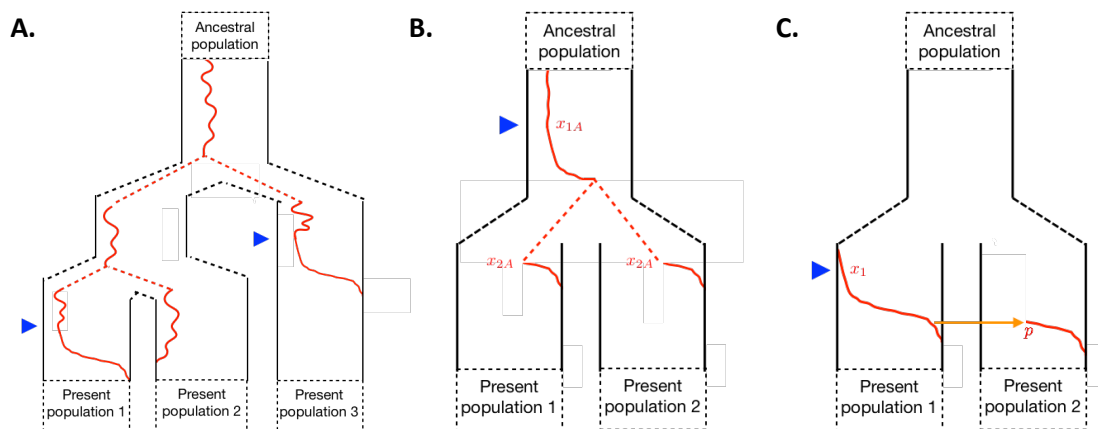 A.
Ancestral
population
Present
population 1
Present
population 2
Present
population 3
B.
Ancestral
population
x1A
x2A
x2A
Present
population 1
Present
population 2
C.
Ancestral
population
x1
p
Present
population 1
Present
population 2